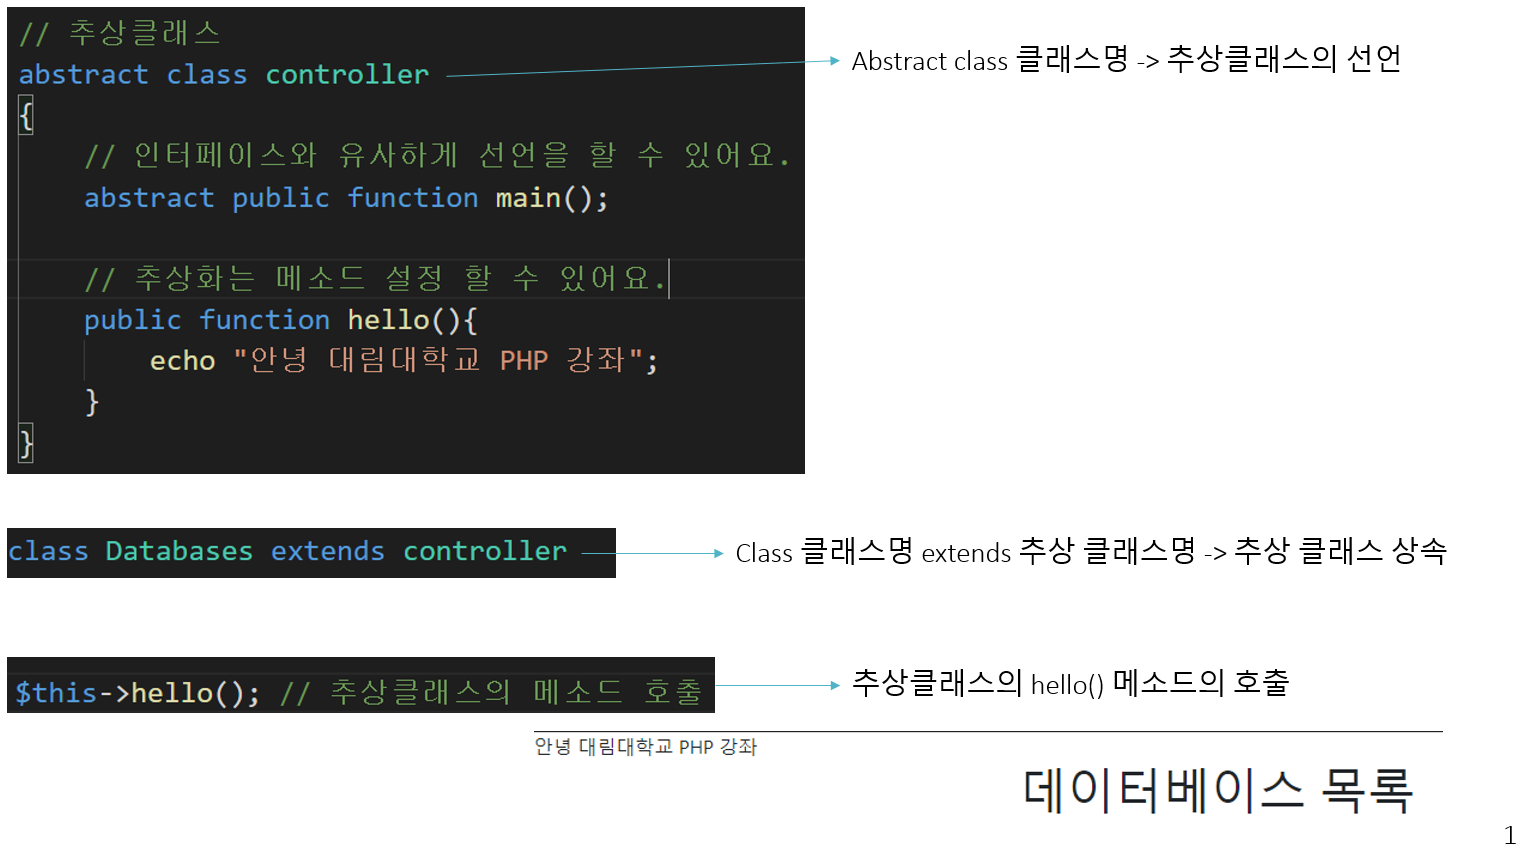 // 추상클래스
abstract class controller
{
// 인터페이스와 유사하게 선언을 할 수 있어요.
abstract public function main();
// 추상화는 메소드 설정 할 수 있어요.
public function hello(){
echo "안녕 대림대학교 PHP 강좌";
}
}
Abstract class 클래스명 -> 추상클래스의 선언
class Databases extends controller
Class 클래스명 extends 추상 클래스명 -> 추상 클래스 상속
$this->hello(); // 추상클래스의 메소드 호출
추상클래스의 hello() 메소드의 호출
안녕 대림대학교 PHP 강좌
데이터베이스 목록
1